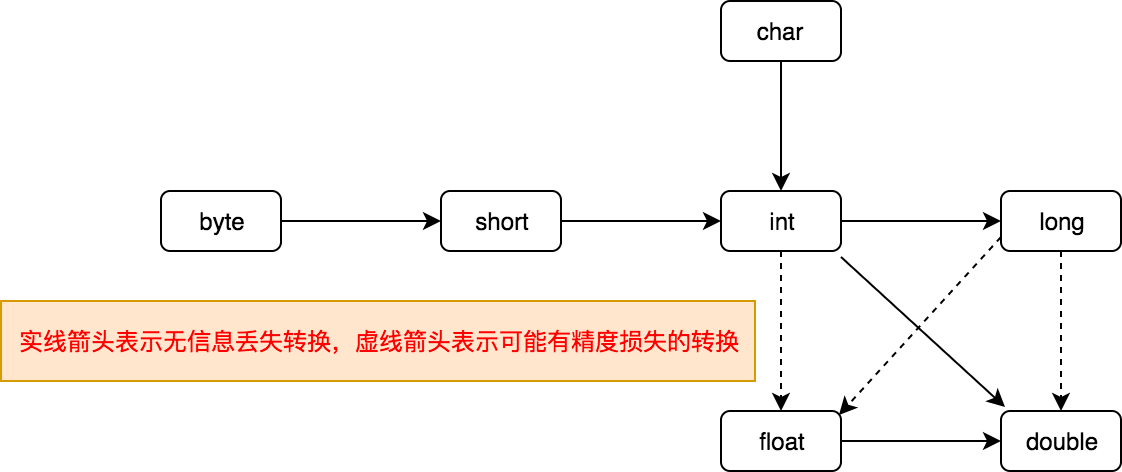 char
byte
short
int
long
实线箭头表示无信息丢失转换，虚线箭头表示可能有精度损失的转换
float
double